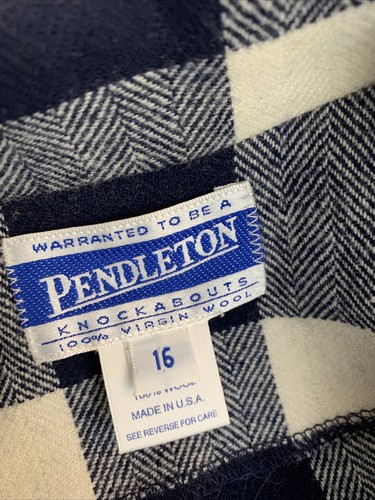 WARRANTED TO BE A
PENDLETON
KNOCKABOUTS
100% VIRGIN WOOL
16
100% WOOL
MADE IN U.S.A.
SEE REVERSE FOR CARE